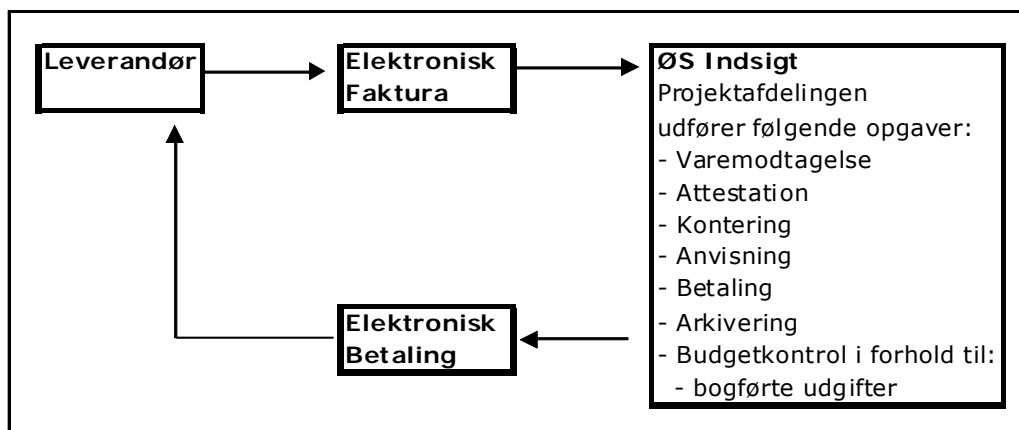 Leverandør
Elektronisk
Faktura
ØS Indsigt
Projektafdelingen
udfører følgende opgaver:
- Varemodtagelse
- Attestation
- Kontering
- Anvisning
- Betaling
- Arkivering
- Budgetkontrol i forhold til:
- bogførte udgifter
Elektronisk
Betaling